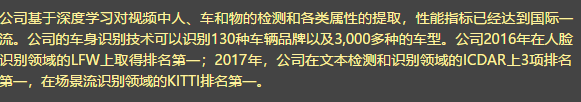 公司基于深度学习对视频中人、车和物的检测和各类属性的提取，性能指标已经达到国际一
流。公司的车身识别技术可以识别130种车辆品牌以及3,000多种的车型。公司2016年在人脸
识别领域的LFW上取得排名第一；2017年，公司在文本检测和识别领域的ICDAR上3项排名
第一，在场景流识别领域的KITTI排名第一。